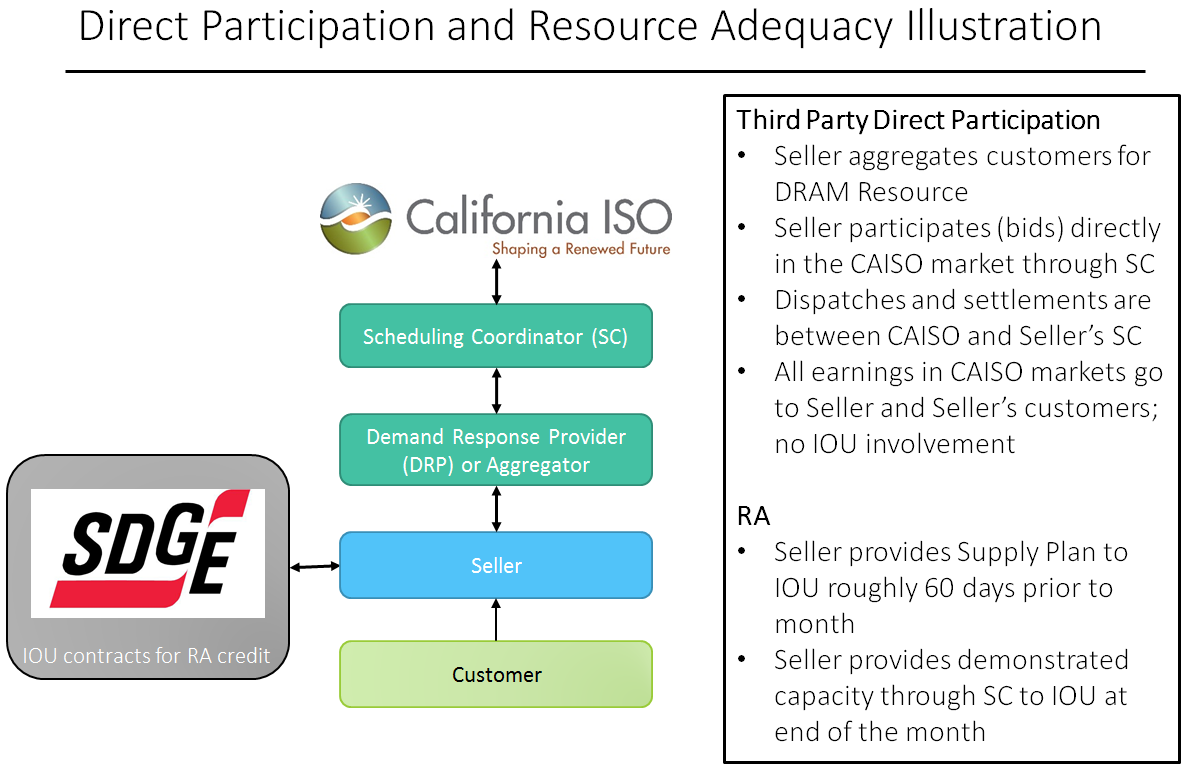 Direct Participation and Resource Adequacy Illustration
California ISO
Shaping a Renewed Future
Scheduling Coordinator (SC)
Demand Response Provider
(DRP) or Aggregator
SDGE
IOU contracts for RA credit
Seller
Customer
Third Party Direct Participation
• Seller aggregates customers for
DRAM Resource
• Seller participates (bids) directly
in the CAISO market through SC
• Dispatches and settlements are
between CAISO and Seller’s SC
• All earnings in CAISO markets go
to Seller and Seller’s customers;
no IOU involvement
RA
• Seller provides Supply Plan to
IOU roughly 60 days prior to
month
• Seller provides demonstrated
capacity through SC to IOU at
end of the month